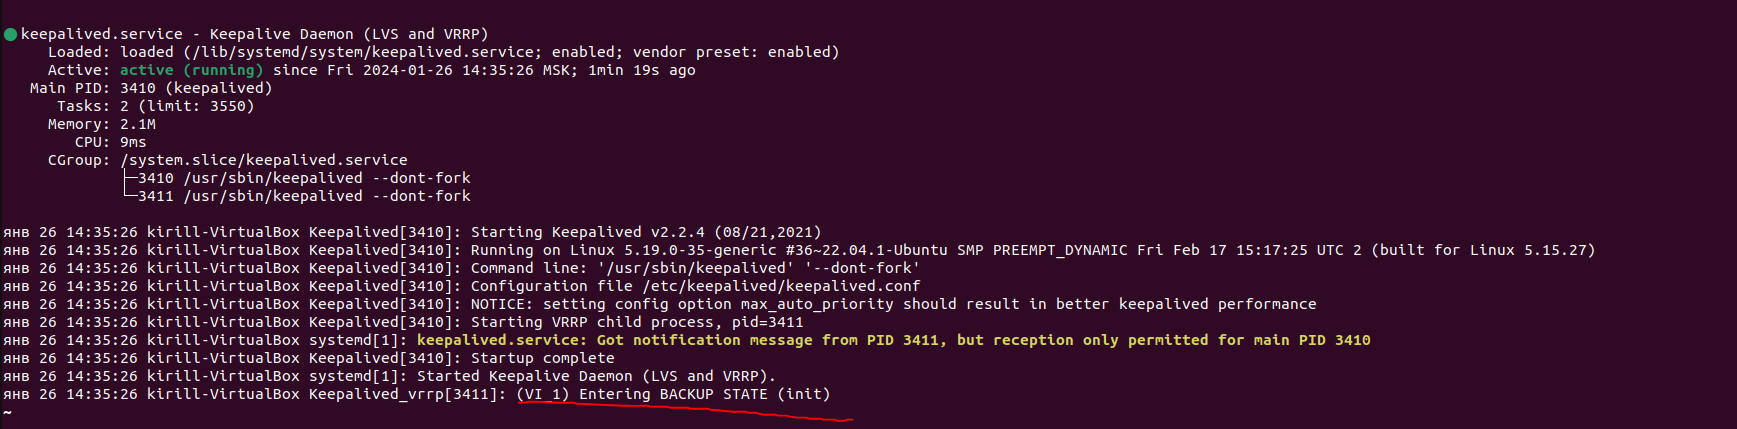 keepalived.service - Keepalive Daemon (LVS and VRRP)
Loaded: loaded (/lib/systemd/system/keepalived.service; enabled; vendor preset: enabled)
Active: active (running) since Fri 2024-01-26 14:35:26 MSK; 1min 19s ago
Main PID: 3410 (keepalived)
Tasks: 2 (limit: 3550)
Memory: 2.1M
CPU: 9ms
CGroup: /system.slice/keepalived.service
├─3410 /usr/sbin/keepalived --dont-fork
└─3411 /usr/sbin/keepalived --dont-fork
янв 26 14:35:26 kirill-VirtualBox Keepalived[3410]: Starting Keepalived v2.2.4 (08/21,2021)
янв 26 14:35:26 kirill-VirtualBox Keepalived[3410]: Running on Linux 5.19.0-35-generic #36~22.04.1-Ubuntu SMP PREEMPT_DYNAMIC Fri Feb 17 15:17:25 UTC 2 (built for Linux 5.15.27)
янв 26 14:35:26 kirill-VirtualBox Keepalived[3410]: Command line: '/usr/sbin/keepalived' '--dont-fork'
янв 26 14:35:26 kirill-VirtualBox Keepalived[3410]: Configuration file /etc/keepalived/keepalived.conf
янв 26 14:35:26 kirill-VirtualBox Keepalived[3410]: NOTICE: setting config option max_auto_priority should result in better keepalived performance
янв 26 14:35:26 kirill-VirtualBox Keepalived[3410]: Starting VRRP child process, pid=3411
янв 26 14:35:26 kirill-VirtualBox systemd[1]: keepalived.service: Got notification message from PID 3411, but reception only permitted for main PID 3410
янв 26 14:35:26 kirill-VirtualBox Keepalived[3410]: Startup complete
янв 26 14:35:26 kirill-VirtualBox systemd[1]: Started Keepalive Daemon (LVS and VRRP).
янв 26 14:35:26 kirill-VirtualBox Keepalived_vrrp[3411]: (VI_1) Entering BACKUP STATE (init)
~